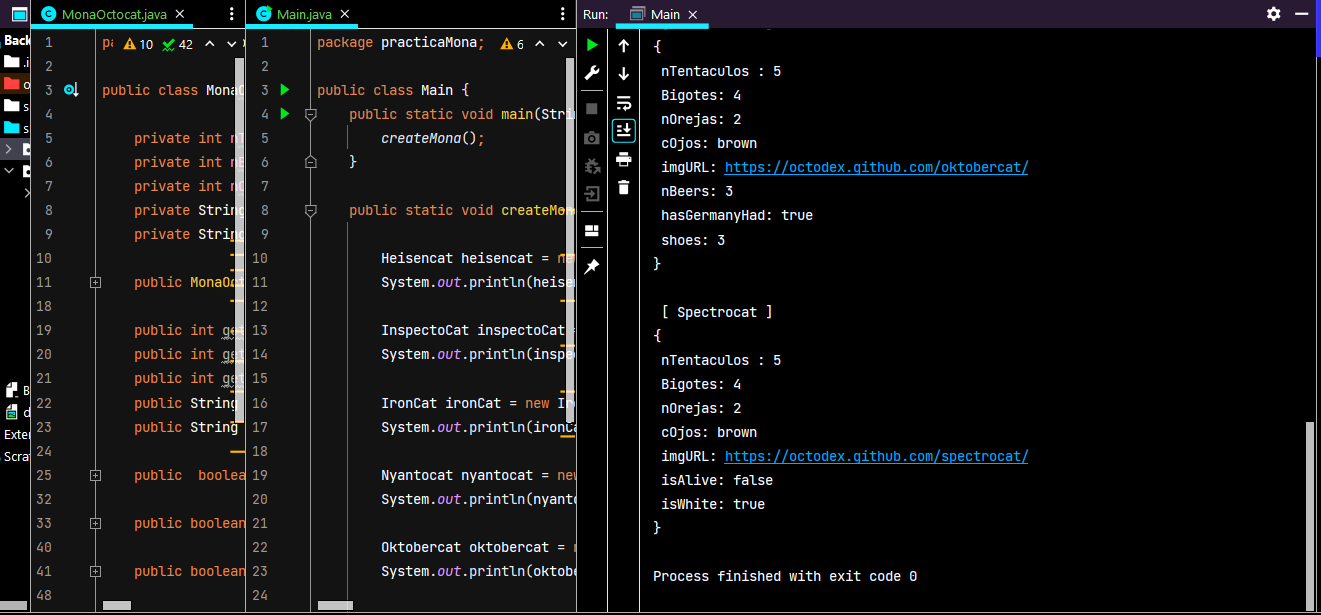 MonaOctocat.java
Main.java
Run:
Main
Back
10 42
1
2
3 public class Mona
4
5 private int
6 private int
7 private int
8 private String
9 private String
10
11 public MonaOc
18
19 public int get
20 public int get
21 public int get
22 public String
23 public String
24
25 public boolea
32
33 public boolean
40
41 public boolean
48
Exter
Scra
1 package practicaMona; 6
2
3 public class Main {
4 public static void main(Stri
5 createMona();
6 }
7
8 public static void createMon
9
10 Heisencat heisencat = new
11 System.out.println(heise
12
13 InspectoCat inspectoCat =
14 System.out.println(inspe
15
16 IronCat ironCat = new Iro
17 System.out.println(ironCa
18
19 Nyantocat nyantocat = new
20 System.out.println(nyanto
21
22 Oktobercat oktobercat = n
23 System.out.println(oktobe
24
{
nTentaculos : 5
Bigotes: 4
nOrejas: 2
cOjos: brown
imgURL: https://octodex.github.com/oktobercat/
nBeers: 3
hasGermanyHad: true
shoes: 3
}
[ Spectrocat ]
{
nTentaculos : 5
Bigotes: 4
nOrejas: 2
cOjos: brown
imgURL: https://octodex.github.com/spectrocat/
isAlive: false
isWhite: true
}
Process finished with exit code 0